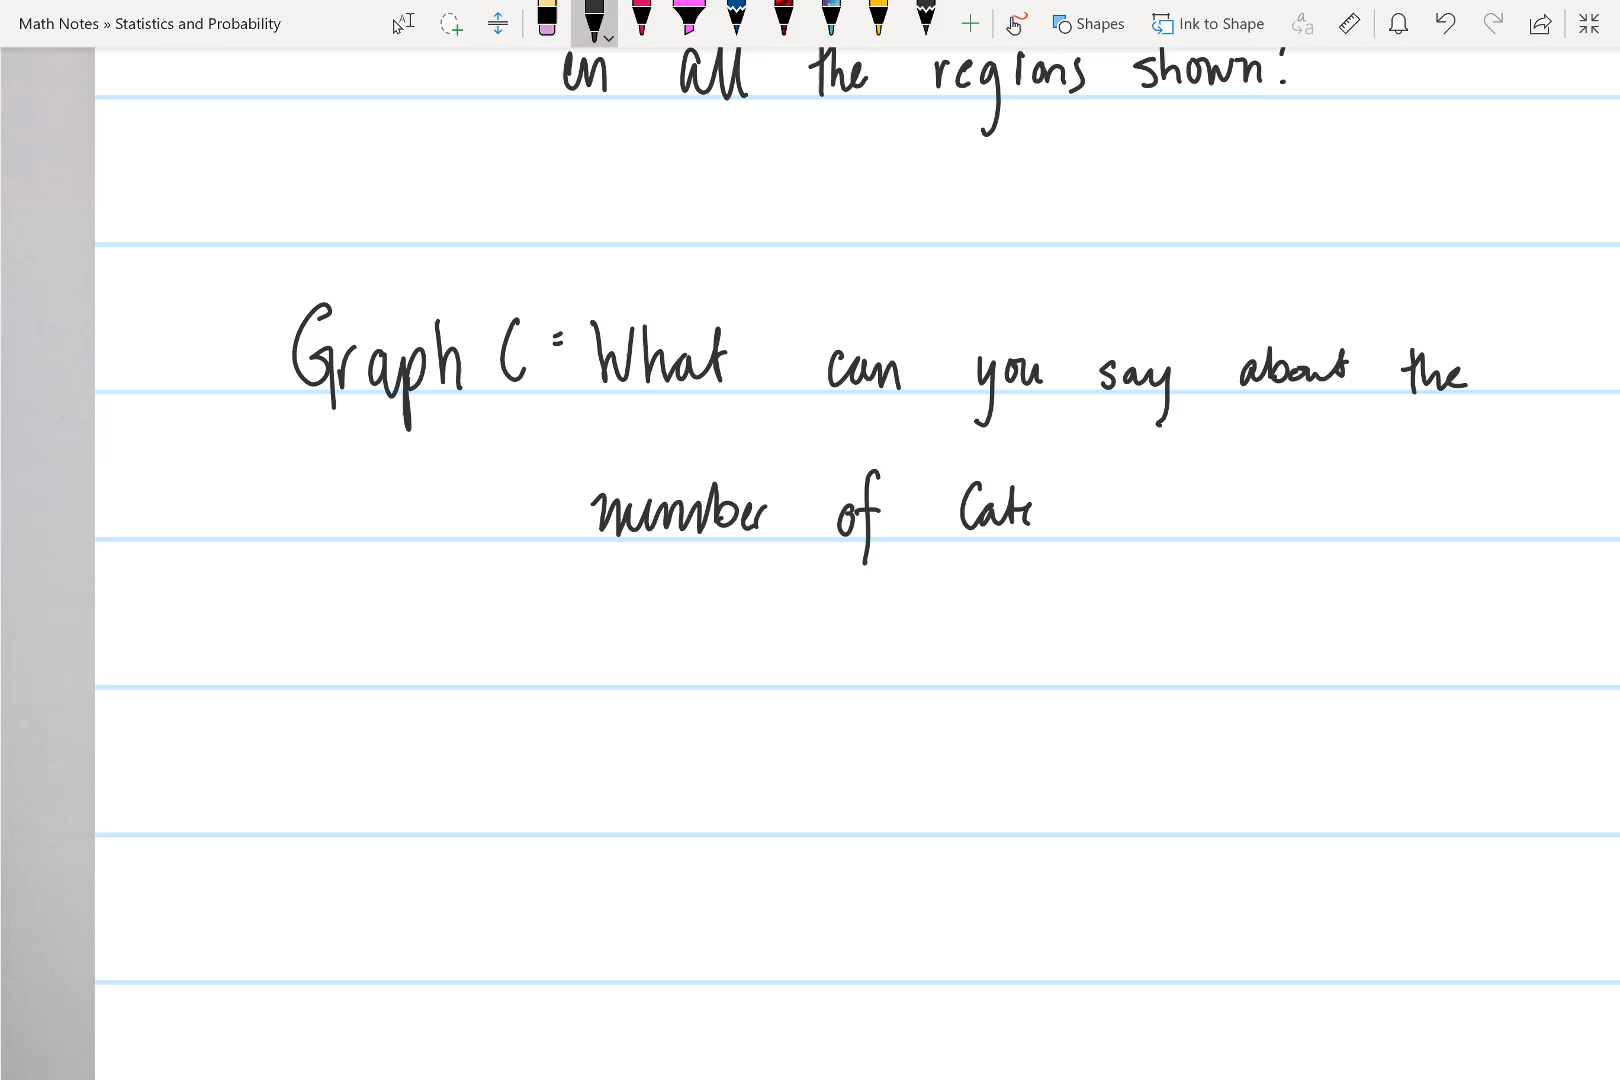 Math Notes » Statistics and Probability
Shapes
Ink to Shape
in all the regions shown?
Graph C: What can you say about the
number of Cate